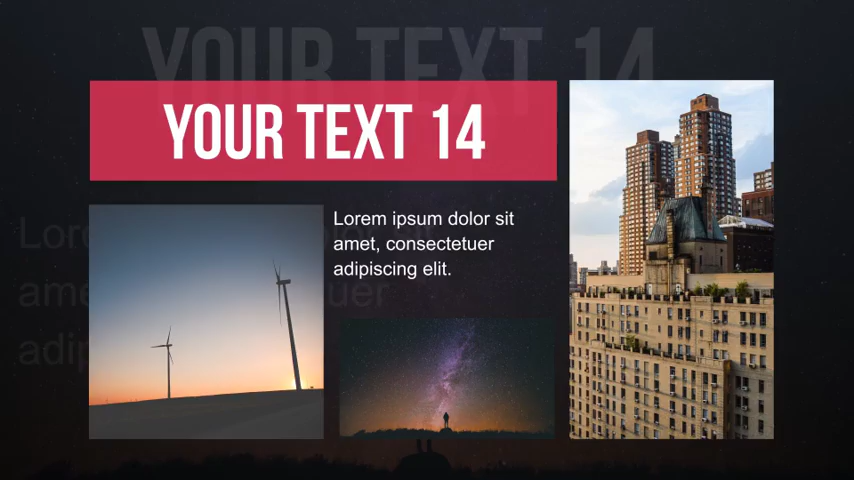 YOUR TEXT 14
YOUR TEXT 14
Lorem ipsum dolor sit
amet, consectetuer
adipiscing elit.